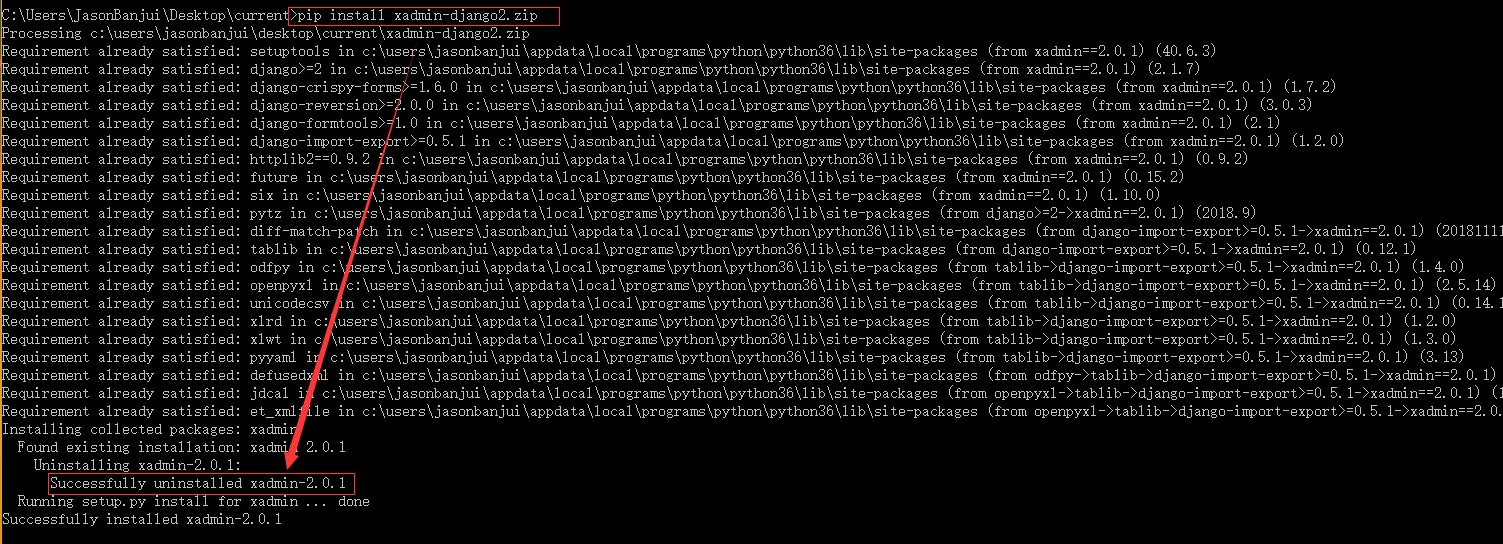 C:\Users\JasonBanjui\Desktop\current>pip install xadmin-django2.zip
Processing c:\users\jasonbanjui\desktop\current\xadmin-django2.zip
Requirement already satisfied: setuptools in c:\users\jasonbanjui\appdata\local\programs\python\python36\lib\site-packages (from xadmin==2.0.1) (40.6.3)
Requirement already satisfied: django>=2 in c:\users\jasonbanjui\appdata\local\programs\python\python36\lib\site-packages (from xadmin==2.0.1) (2.1.7)
Requirement already satisfied: django-crispy-forms>=1.6.0 in c:\users\jasonbanjui\appdata\local\programs\python\python36\lib\site-packages (from xadmin==2.0.1) (1.7.2)
Requirement already satisfied: django-reversion>=2.0.0 in c:\users\jasonbanjui\appdata\local\programs\python\python36\lib\site-packages (from xadmin==2.0.1) (3.0.3)
Requirement already satisfied: django-formtools>=1.0 in c:\users\jasonbanjui\appdata\local\programs\python\python36\lib\site-packages (from xadmin==2.0.1) (2.1)
Requirement already satisfied: django-import-export>=0.5.1 in c:\users\jasonbanjui\appdata\local\programs\python\python36\lib\site-packages (from xadmin==2.0.1) (1.2.0)
Requirement already satisfied: httplib2==0.9.2 in c:\users\jasonbanjui\appdata\local\programs\python\python36\lib\site-packages (from xadmin==2.0.1) (0.9.2)
Requirement already satisfied: future in c:\users\jasonbanjui\appdata\local\programs\python\python36\lib\site-packages (from xadmin==2.0.1) (0.15.2)
Requirement already satisfied: six in c:\users\jasonbanjui\appdata\local\programs\python\python36\lib\site-packages (from xadmin==2.0.1) (1.10.0)
Requirement already satisfied: pytz in c:\users\jasonbanjui\appdata\local\programs\python\python36\lib\site-packages (from django>=2->xadmin==2.0.1) (2018.9)
Requirement already satisfied: diff-match-patch in c:\users\jasonbanjui\appdata\local\programs\python\python36\lib\site-packages (from django-import-export>=0.5.1->xadmin==2.0.1) (20181111
Requirement already satisfied: tablib in c:\users\jasonbanjui\appdata\local\programs\python\python36\lib\site-packages (from django-import-export>=0.5.1->xadmin==2.0.1) (0.12.1)
Requirement already satisfied: odfpy in c:\users\jasonbanjui\appdata\local\programs\python\python36\lib\site-packages (from tablib->django-import-export>=0.5.1->xadmin==2.0.1) (1.4.0)
Requirement already satisfied: openpyxl in c:\users\jasonbanjui\appdata\local\programs\python\python36\lib\site-packages (from tablib->django-import-export>=0.5.1->xadmin==2.0.1) (2.5.14)
Requirement already satisfied: unicodecsv in c:\users\jasonbanjui\appdata\local\programs\python\python36\lib\site-packages (from tablib->django-import-export>=0.5.1->xadmin==2.0.1) (0.14.1
Requirement already satisfied: xlrd in c:\users\jasonbanjui\appdata\local\programs\python\python36\lib\site-packages (from tablib->django-import-export>=0.5.1->xadmin==2.0.1) (1.2.0)
Requirement already satisfied: xlwt in c:\users\jasonbanjui\appdata\local\programs\python\python36\lib\site-packages (from tablib->django-import-export>=0.5.1->xadmin==2.0.1) (1.3.0)
Requirement already satisfied: pyyaml in c:\users\jasonbanjui\appdata\local\programs\python\python36\lib\site-packages (from tablib->django-import-export>=0.5.1->xadmin==2.0.1) (3.13)
Requirement already satisfied: defusedxml in c:\users\jasonbanjui\appdata\local\programs\python\python36\lib\site-packages (from odfpy->tablib->django-import-export>=0.5.1->xadmin==2.0.1)
Requirement already satisfied: jdcal in c:\users\jasonbanjui\appdata\local\programs\python\python36\lib\site-packages (from openpyxl->tablib->django-import-export>=0.5.1->xadmin==2.0.1) (1
Requirement already satisfied: et_xmlfile in c:\users\jasonbanjui\appdata\local\programs\python\python36\lib\site-packages (from openpyxl->tablib->django-import-export>=0.5.1->xadmin==2.0.
Installing collected packages: xadmin
Found existing installation: xadmin 2.0.1
Uninstalling xadmin-2.0.1:
Successfully uninstalled xadmin-2.0.1
Running setup.py install for xadmin ... done
Successfully installed xadmin-2.0.1